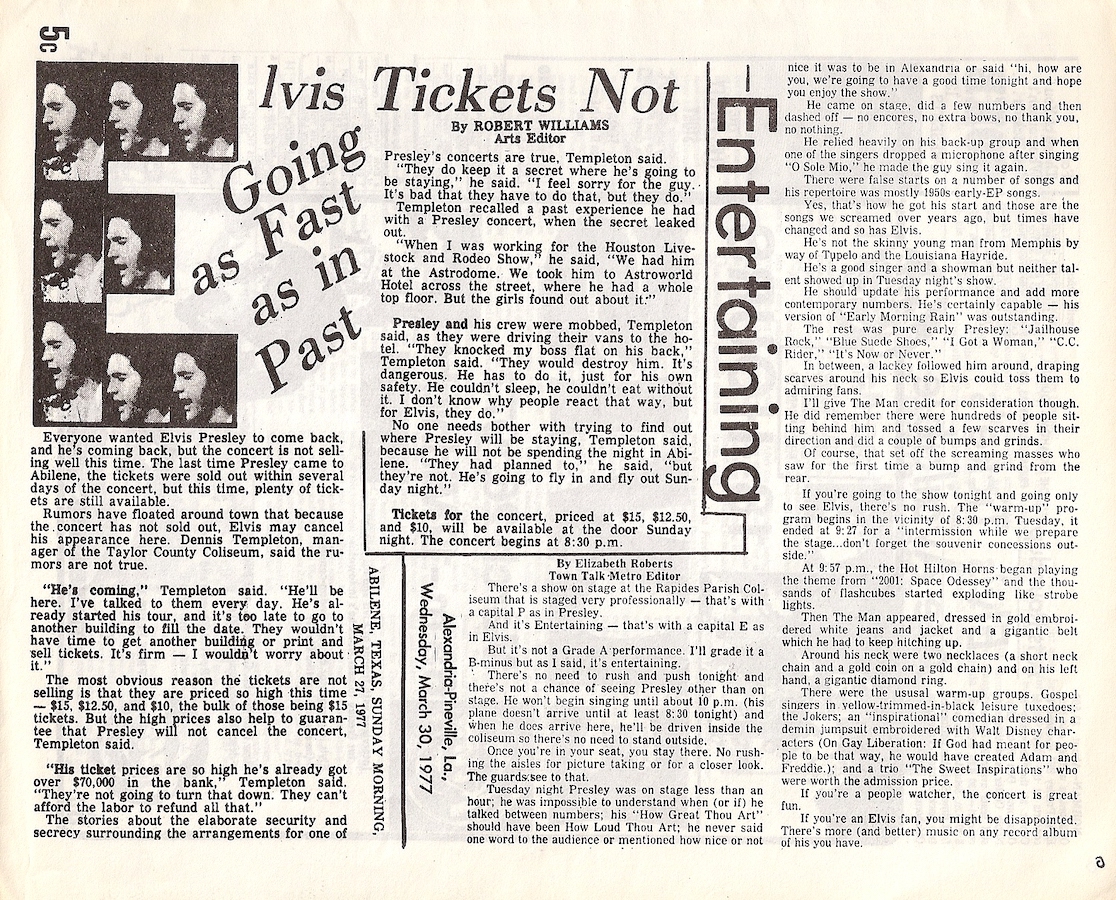 5c
lvis Tickets Not
Going
as Fast
as in
Past
By ROBERT WILLIAMS
Arts Editor
Everyone wanted Elvis Presley to come back,
and he's coming back, but the concert is not sell-
ing well this time. The last time Presley came to
Abilene, the tickets were sold out within several
days of the concert, but this time, plenty of tick-
ets are still available.
Rumors have floated around town that because
the concert has not sold out, Elvis may cancel
his appearance here. Dennis Templeton, man-
ager of the Taylor County Coliseum, said the ru-
mors are not true.
"He's coming," Templeton said. "He'll be
here. I've talked to them every day. He's al-
ready started his tour, and it's too late to go to
another building to fill the date. They wouldn't
have time to get another building or print and
sell tickets. It's firm — I wouldn't worry about
it."
The most obvious reason the tickets are not
selling is that they are priced so high this time
— $15, $12.50, and $10, the bulk of those being $15
tickets. But the high prices also help to guaran-
tee that Presley will not cancel the concert,
Templeton said.
"His ticket prices are so high he's already got
over $70,000 in the bank," Templeton said.
"They're not going to turn that down. They can't
afford the labor to refund all that."
The stories about the elaborate security and
secrecy surrounding the arrangements for one of
Presley's concerts are true, Templeton said.
"They do keep it a secret where he's going to
be staying," he said. "I feel sorry for the guy.
It's bad that they have to do that, but they do."
Templeton recalled a past experience he had
with a Presley concert, when the secret leaked
out.
"When I was working for the Houston Live-
stock and Rodeo Show," he said, "We had him
at the Astrodome. We took him to Astroworld
Hotel across the street, where he had a whole
top floor. But the girls found out about it."
Presley and his crew were mobbed, Templeton
said, as they were driving their vans to the ho-
tel. "They knocked my boss flat on his back,"
Templeton said. "They would destroy him. It's
dangerous. He has to do it, just for his own
safety. He couldn't sleep, he couldn't eat without
it. I don't know why people react that way, but
for Elvis, they do."
No one needs bother with trying to find out
where Presley will be staying, Templeton said,
because he will not be spending the night in Abi-
lene. "They had planned to," he said, "but
they're not. He's going to fly in and fly out Sun-
day night."
Tickets for the concert, priced at $15, $12.50,
and $10, will be available at the door Sunday
night. The concert begins at 8:30 p.m.
ABILENE, TEXAS, SUNDAY MORNING,
MARCH 27, 1977
—Entertaining
Alexandria-Pineville, La.,
Wednesday, March 30, 1977
By Elizabeth Roberts
Town Talk Metro Editor
There's a show on stage at the Rapides Parish Col-
iseum that is staged very professionally — that's with
a capital P as in Presley.
And it's Entertaining — that's with a capital E as
in Elvis.
But it's not a Grade A performance. I'll grade it a
B-minus but as I said, it's entertaining.
There's no need to rush and push tonight and
there's not a chance of seeing Presley other than on
stage. He won't begin singing until about 10 p.m. (his
plane doesn't arrive until at least 8:30 tonight) and
when he does arrive here, he'll be driven inside the
coliseum so there's no need to stand outside.
Once you're in your seat, you stay there. No rush-
ing the aisles for picture taking or for a closer look.
The guards see to that.
Tuesday night Presley was on stage less than an
hour; he was impossible to understand when (or if) he
talked between numbers; his "How Great Thou Art"
should have been How Loud Thou Art; he never said
one word to the audience or mentioned how nice or not
nice it was to be in Alexandria or said "hi, how are
you, we're going to have a good time tonight and hope
you enjoy the show."
He came on stage, did a few numbers and then
dashed off — no encores, no extra bows, no thank you,
no nothing.
He relied heavily on his back-up group and when
one of the singers dropped a microphone after singing
"O Sole Mio," he made the guy sing it again.
There were false starts on a number of songs and
his repertoire was mostly 1950s early-EP songs.
Yes, that's how he got his start and those are the
songs we screamed over years ago, but times have
changed and so has Elvis.
He's not the skinny young man from Memphis by
way of Tupelo and the Louisiana Hayride.
He's a good singer and a showman but neither tal-
ent showed up in Tuesday night's show.
He should update his performance and add more
contemporary numbers. He's certainly capable — his
version of "Early Morning Rain" was outstanding.
The rest was pure early Presley: "Jailhouse
Rock," "Blue Suede Shoes," "I Got a Woman," "C.C.
Rider," "It's Now or Never."
In between, a lackey followed him around, draping
scarves around his neck so Elvis could toss them to
admiring fans.
I'll give The Man credit for consideration though.
He did remember there were hundreds of people sit-
ting behind him and tossed a few scarves in their
direction and did a couple of bumps and grinds.
Of course, that set off the screaming masses who
saw for the first time a bump and grind from the
rear.
If you're going to the show tonight and going only
to see Elvis, there's no rush. The "warm-up" pro-
gram begins in the vicinity of 8:30 p.m. Tuesday, it
ended at 9:27 for a "intermission while we prepare
the stage...don't forget the souvenir concessions out-
side."
At 9:57 p.m., the Hot Hilton Horns began playing
the theme from "2001: Space Odessey" and the thou-
sands of flashcubes started exploding like strobe
lights.
Then The Man appeared, dressed in gold embroi-
dered white jeans and jacket and a gigantic belt
which he had to keep hitching up.
Around his neck were two necklaces (a short neck
chain and a gold coin on a gold chain) and on his left
hand, a gigantic diamond ring.
There were the ususal warm-up groups. Gospel
singers in yellow-trimmed-in-black leisure tuxedoes;
the Jokers; an "inspirational" comedian dressed in a
demin jumpsuit embroidered with Walt Disney char-
acters (On Gay Liberation: If God had meant for peo-
ple to be that way, he would have created Adam and
Freddie.); and a trio "The Sweet Inspirations" who
were worth the admission price.
If you're a people watcher, the concert is great
fun.
If you're an Elvis fan, you might be disappointed.
There's more (and better) music on any record album
of his you have.
6